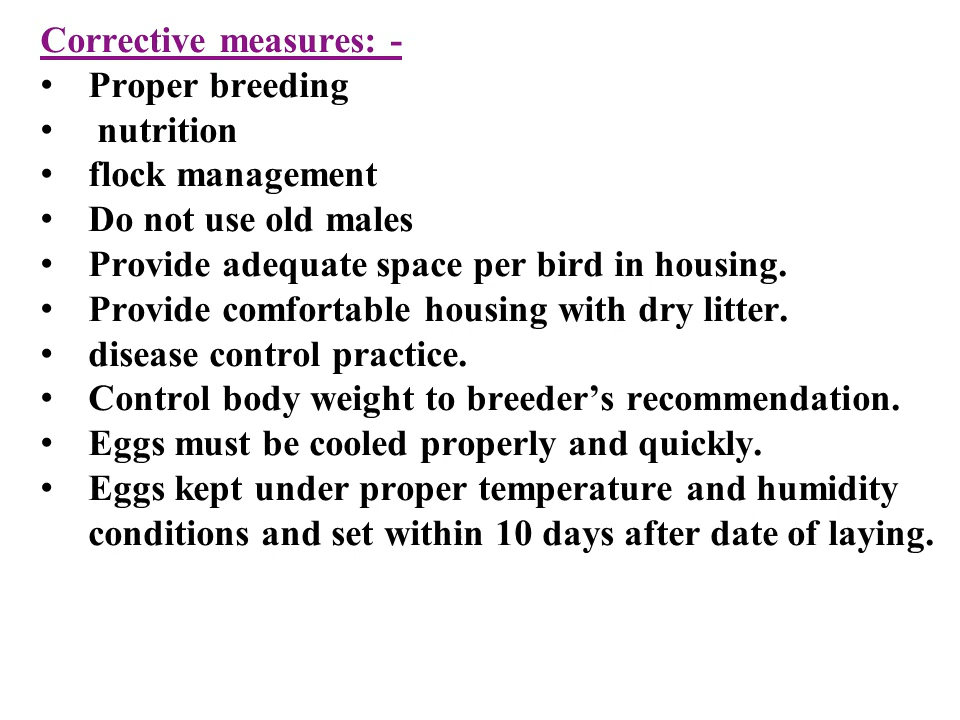 Corrective measures: -
• Proper breeding
• nutrition
• flock management
• Do not use old males
• Provide adequate space per bird in housing.
• Provide comfortable housing with dry litter.
• disease control practice.
• Control body weight to breeder’s recommendation.
• Eggs must be cooled properly and quickly.
• Eggs kept under proper temperature and humidity
conditions and set within 10 days after date of laying.